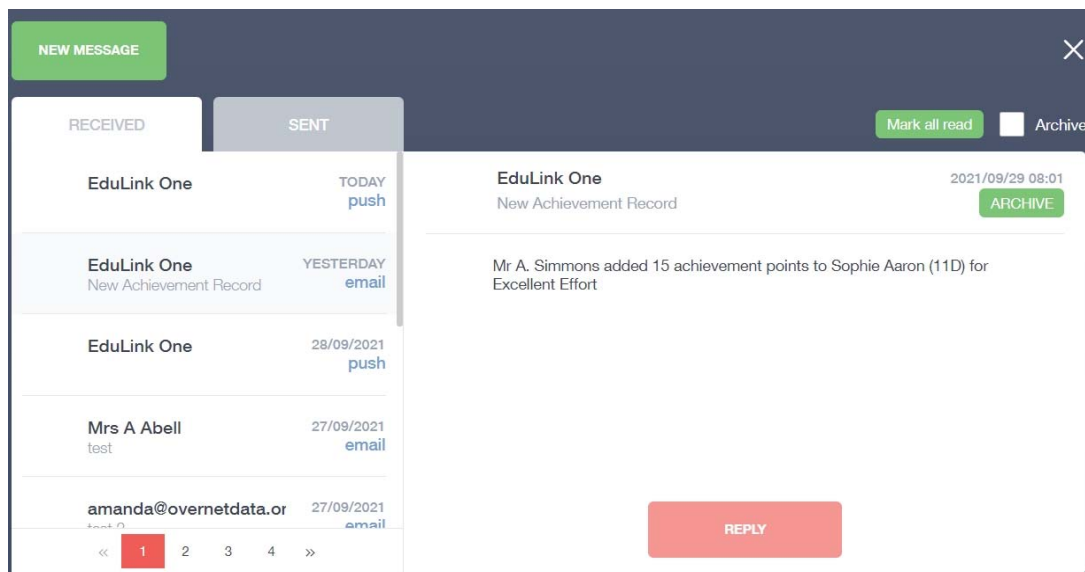 NEW MESSAGE
RECEIVED
SENT
Mark all read
Archive
EduLink One
TODAY
push
EduLink One
YESTERDAY
New Achievement Record
email
EduLink One
28/09/2021
push
Mrs A Abell
27/09/2021
test
email
amanda@overnetdata.or
27/09/2021
test 2
email
« 1 2 3 4 »
EduLink One
2021/09/29 08:01
New Achievement Record
ARCHIVE
Mr A. Simmons added 15 achievement points to Sophie Aaron (11D) for
Excellent Effort
REPLY